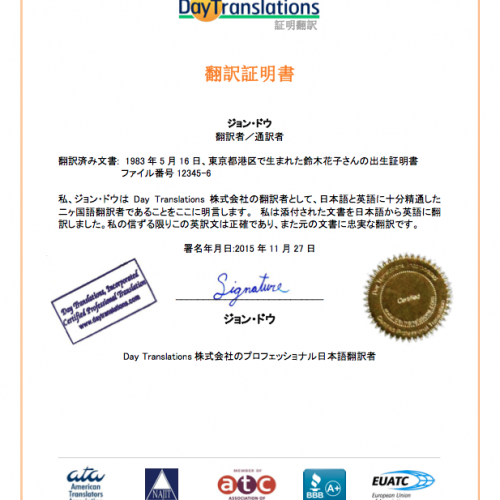 DayTranslations
証明翻訳
翻訳証明書
ジョン・ドウ
翻訳者／通訳者
翻訳済み文書: 1983 年 5 月 16 日、東京都港区で生まれた鈴木花子さんの出生証明書
ファイル番号 12345-6
私、ジョン・ドウは Day Translations 株式会社の翻訳者として、日本語と英語に十分精通した
二ヶ国語翻訳者であることをここに明言します。 私は添付された文書を日本語から英語に翻
訳しました。私の信ずる限りこの英訳文は正確であり、また元の文書に忠実な翻訳です。
署名年月日:2015 年 11 月 27 日
Day Translations, Incorporated
Certified Professional Translation
www.daytranslations.com
Signature
Certified
ジョン・ドウ
Day Translations 株式会社のプロフェッショナル日本語翻訳者
ata
American
Translators
NAJIT
MEMBER OF
atc
ASSOCIATION OF
BBB
A+
EUATC
European Union